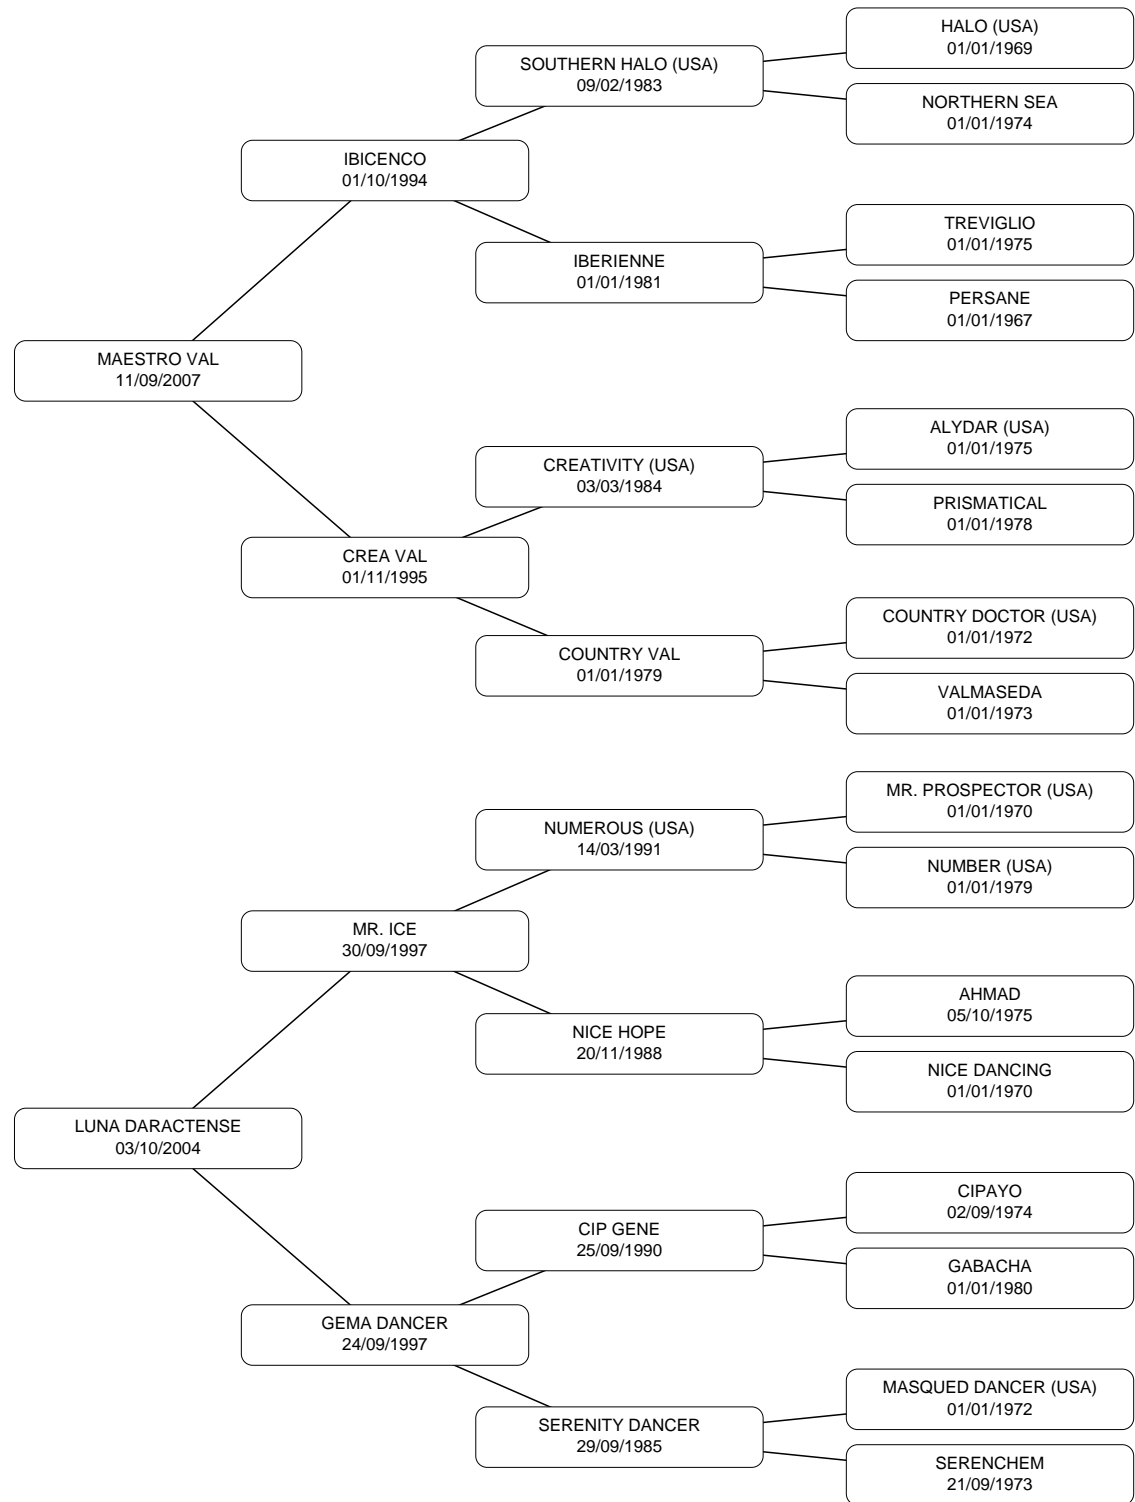 HALO (USA)
01/01/1969
SOUTHERN HALO (USA)
09/02/1983
NORTHERN SEA
01/01/1974
IBICENCO
01/10/1994
TREVIGLIO
01/01/1975
IBERIENNE
01/01/1981
PERSANE
01/01/1967
MAESTRO VAL
11/09/2007
ALYDAR (USA)
01/01/1975
CREATIVITY (USA)
03/03/1984
PRISMATICAL
01/01/1978
CREA VAL
01/11/1995
COUNTRY DOCTOR (USA)
01/01/1972
COUNTRY VAL
01/01/1979
VALMASEDA
01/01/1973
MR. PROSPECTOR (USA)
01/01/1970
NUMEROUS (USA)
14/03/1991
NUMBER (USA)
01/01/1979
MR. ICE
30/09/1997
AHMAD
05/10/1975
NICE HOPE
20/11/1988
NICE DANCING
01/01/1970
LUNA DARACTENSE
03/10/2004
CIPAYO
02/09/1974
CIP GENE
25/09/1990
GABACHA
01/01/1980
GEMA DANCER
24/09/1997
MASQUED DANCER (USA)
01/01/1972
SERENITY DANCER
29/09/1985
SERENCHEM
21/09/1973